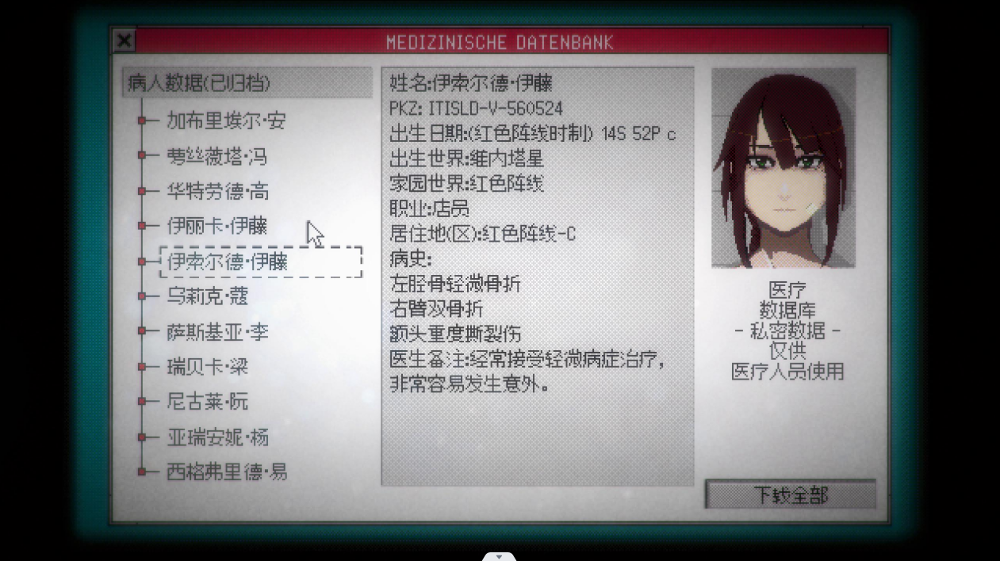 MEDIZINISCHE DATENBANK
病人数据(已归档)
加布里埃尔·安
萼丝薇塔·冯
华特劳德·高
伊丽卡·伊藤
伊索尔德·伊藤
乌莉克·蔻
萨斯基亚·李
瑞贝卡·梁
尼古莱·阮
亚瑞安妮·杨
西格弗里德·易
姓名:伊索尔德·伊藤
PKZ: ITISLD-V-560524
出生日期:(红色阵线时制) 14S 52P c
出生世界:维内塔星
家园世界:红色阵线
职业:店员
居住地(区):红色阵线-C
病史:
左胫骨轻微骨折
右臂双骨折
额头重度撕裂伤
医生备注:经常接受轻微病症治疗,
非常容易发生意外。
医疗
数据库
- 私密数据 -
仅供
医疗人员使用
下载全部